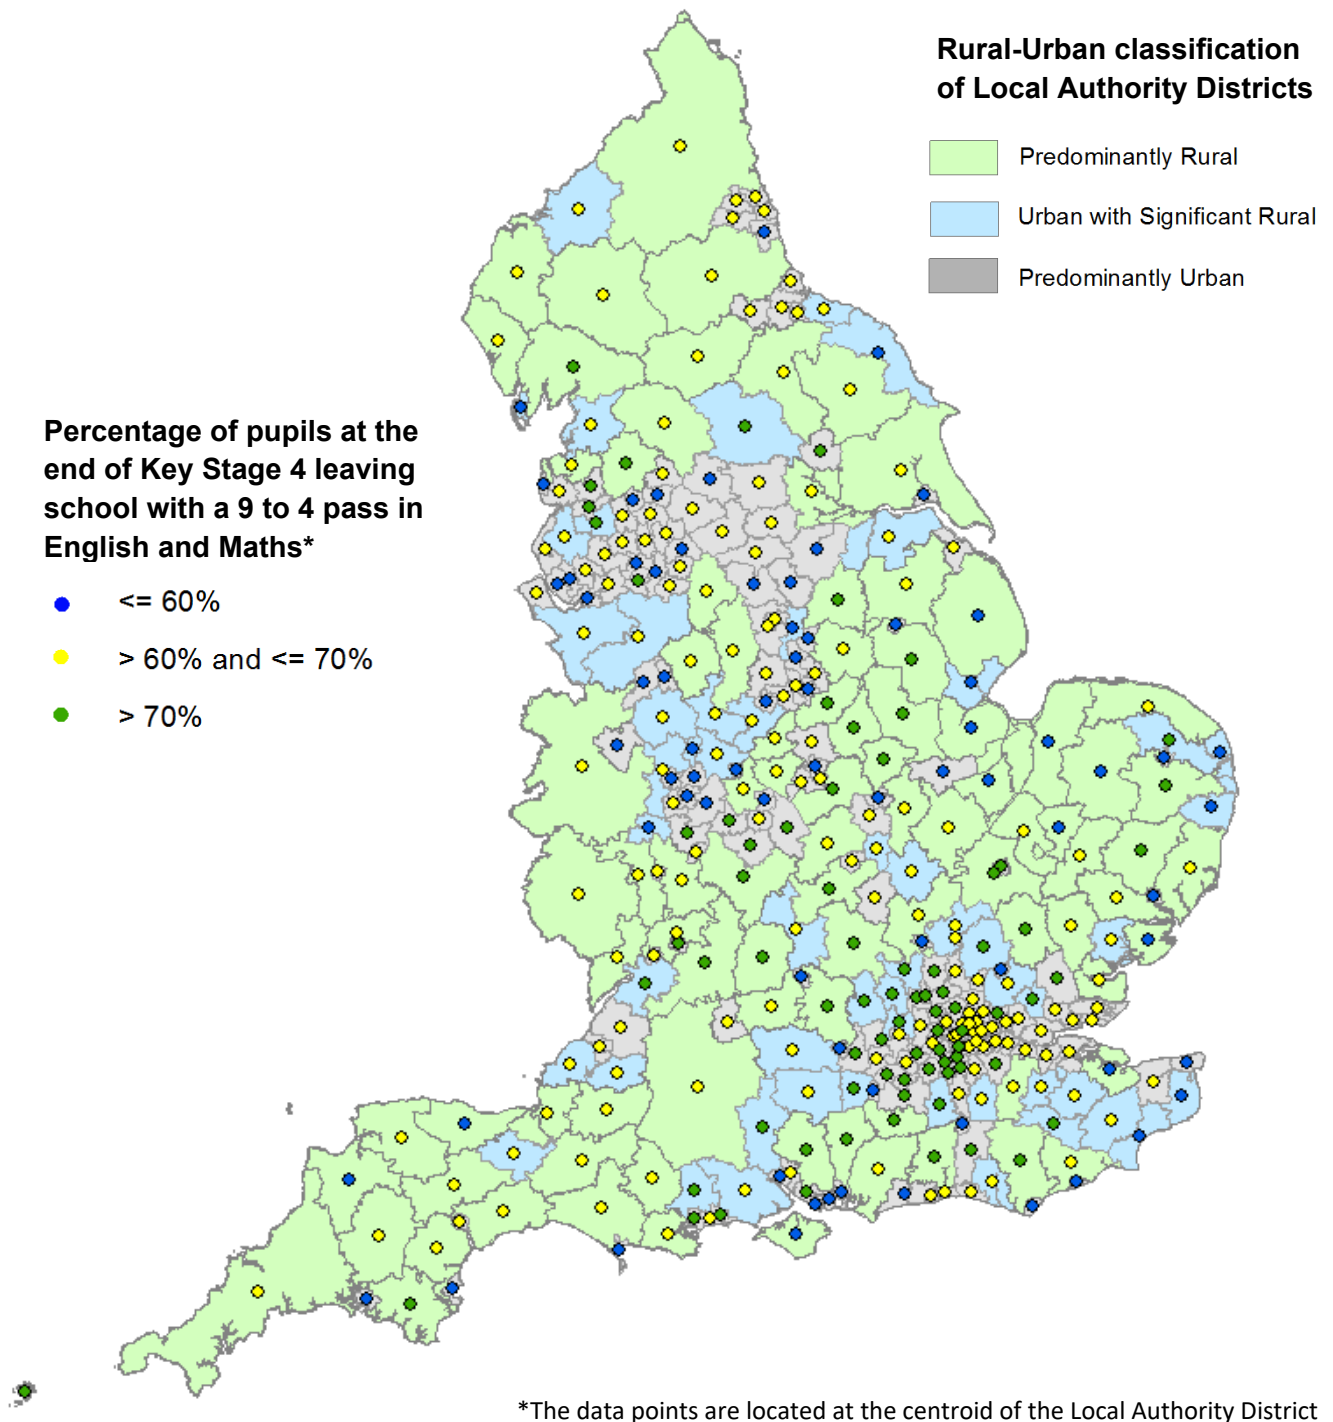 Rural-Urban classification
of Local Authority Districts
Predominantly Rural
Urban with Significant Rural
Predominantly Urban
Percentage of pupils at the
end of Key Stage 4 leaving
school with a 9 to 4 pass in
English and Maths*
<= 60%
> 60% and <= 70%
> 70%
*The data points are located at the centroid of the Local Authority District